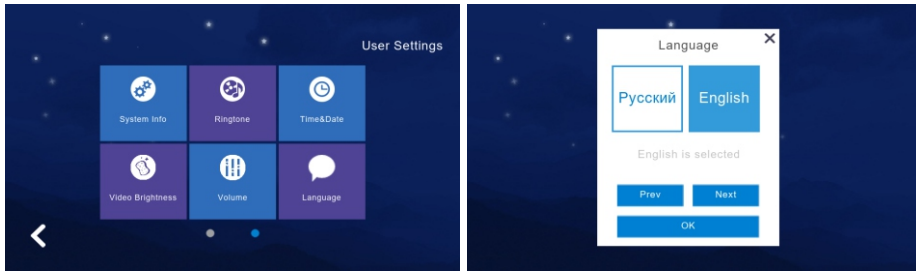 User Settings
System Info
Ringtone
Time&Date
Video Brightness
Volume
Language
Language
Русский
English
English is selected
Prev
Next
OK